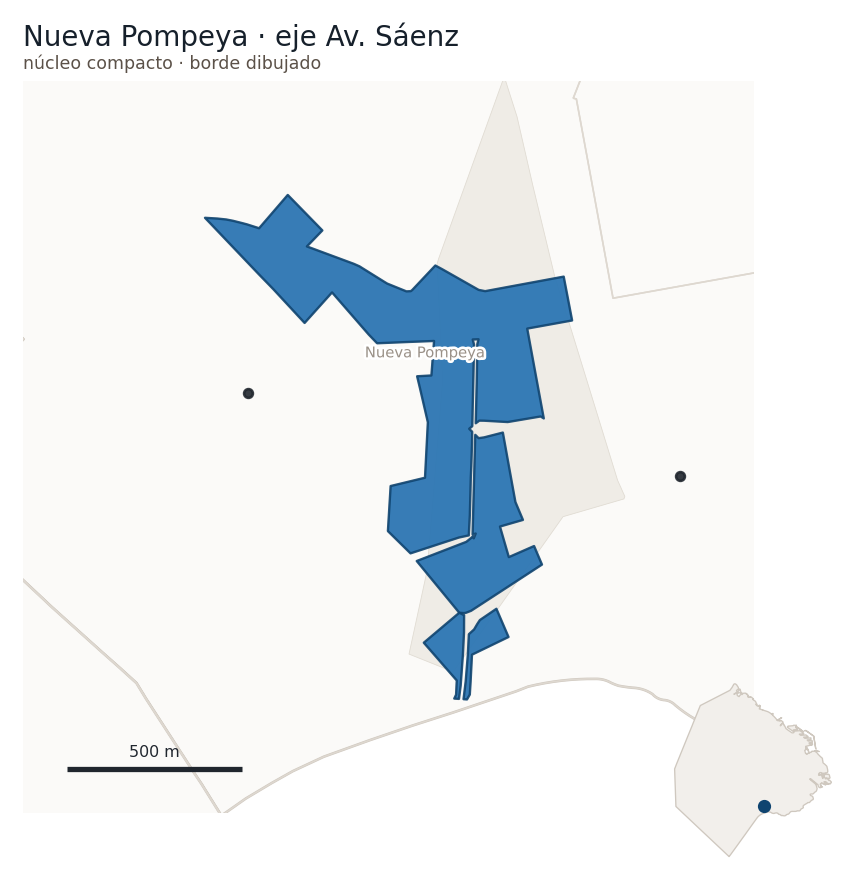 Nueva Pompeya · eje Av. Sáenz
núcleo compacto · borde dibujado
Nueva Pompeya
500 m